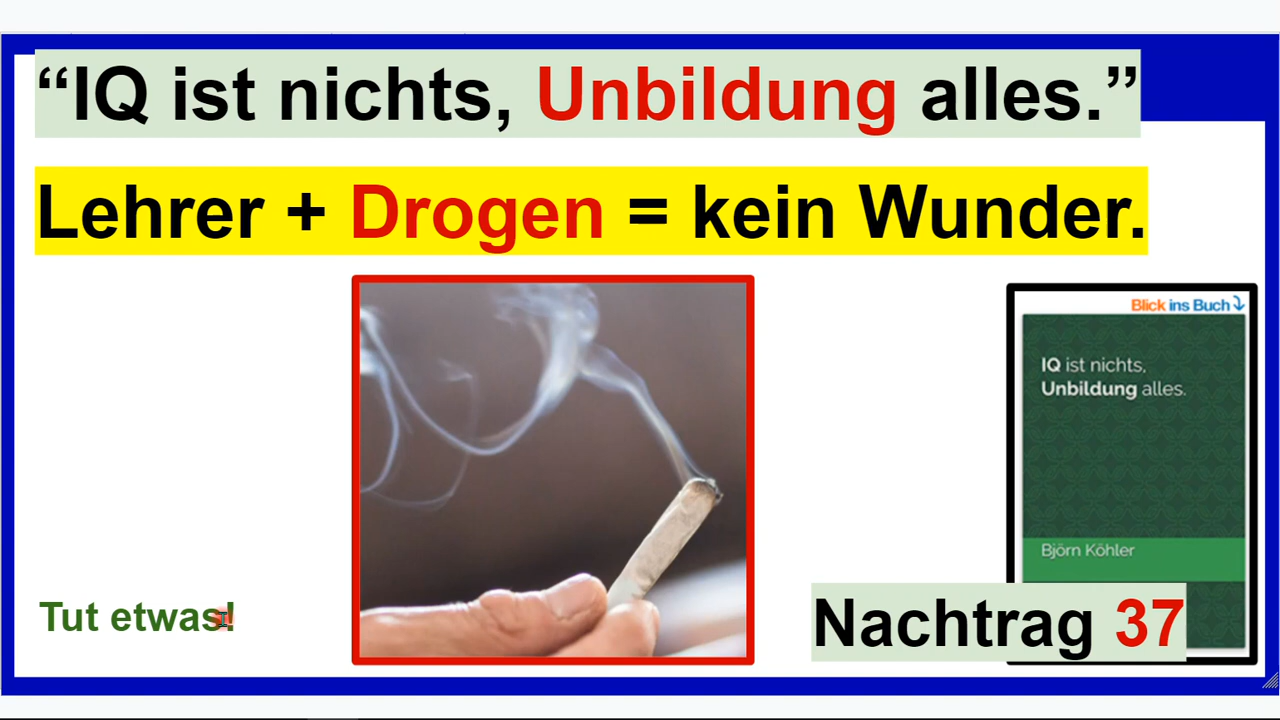 “IQ ist nichts, Unbildung alles.”
Lehrer + Drogen = kein Wunder.
Blick ins Buch
IQ ist nichts,
Unbildung alles.
Björn Köhler
Tut etwas!
Nachtrag 37